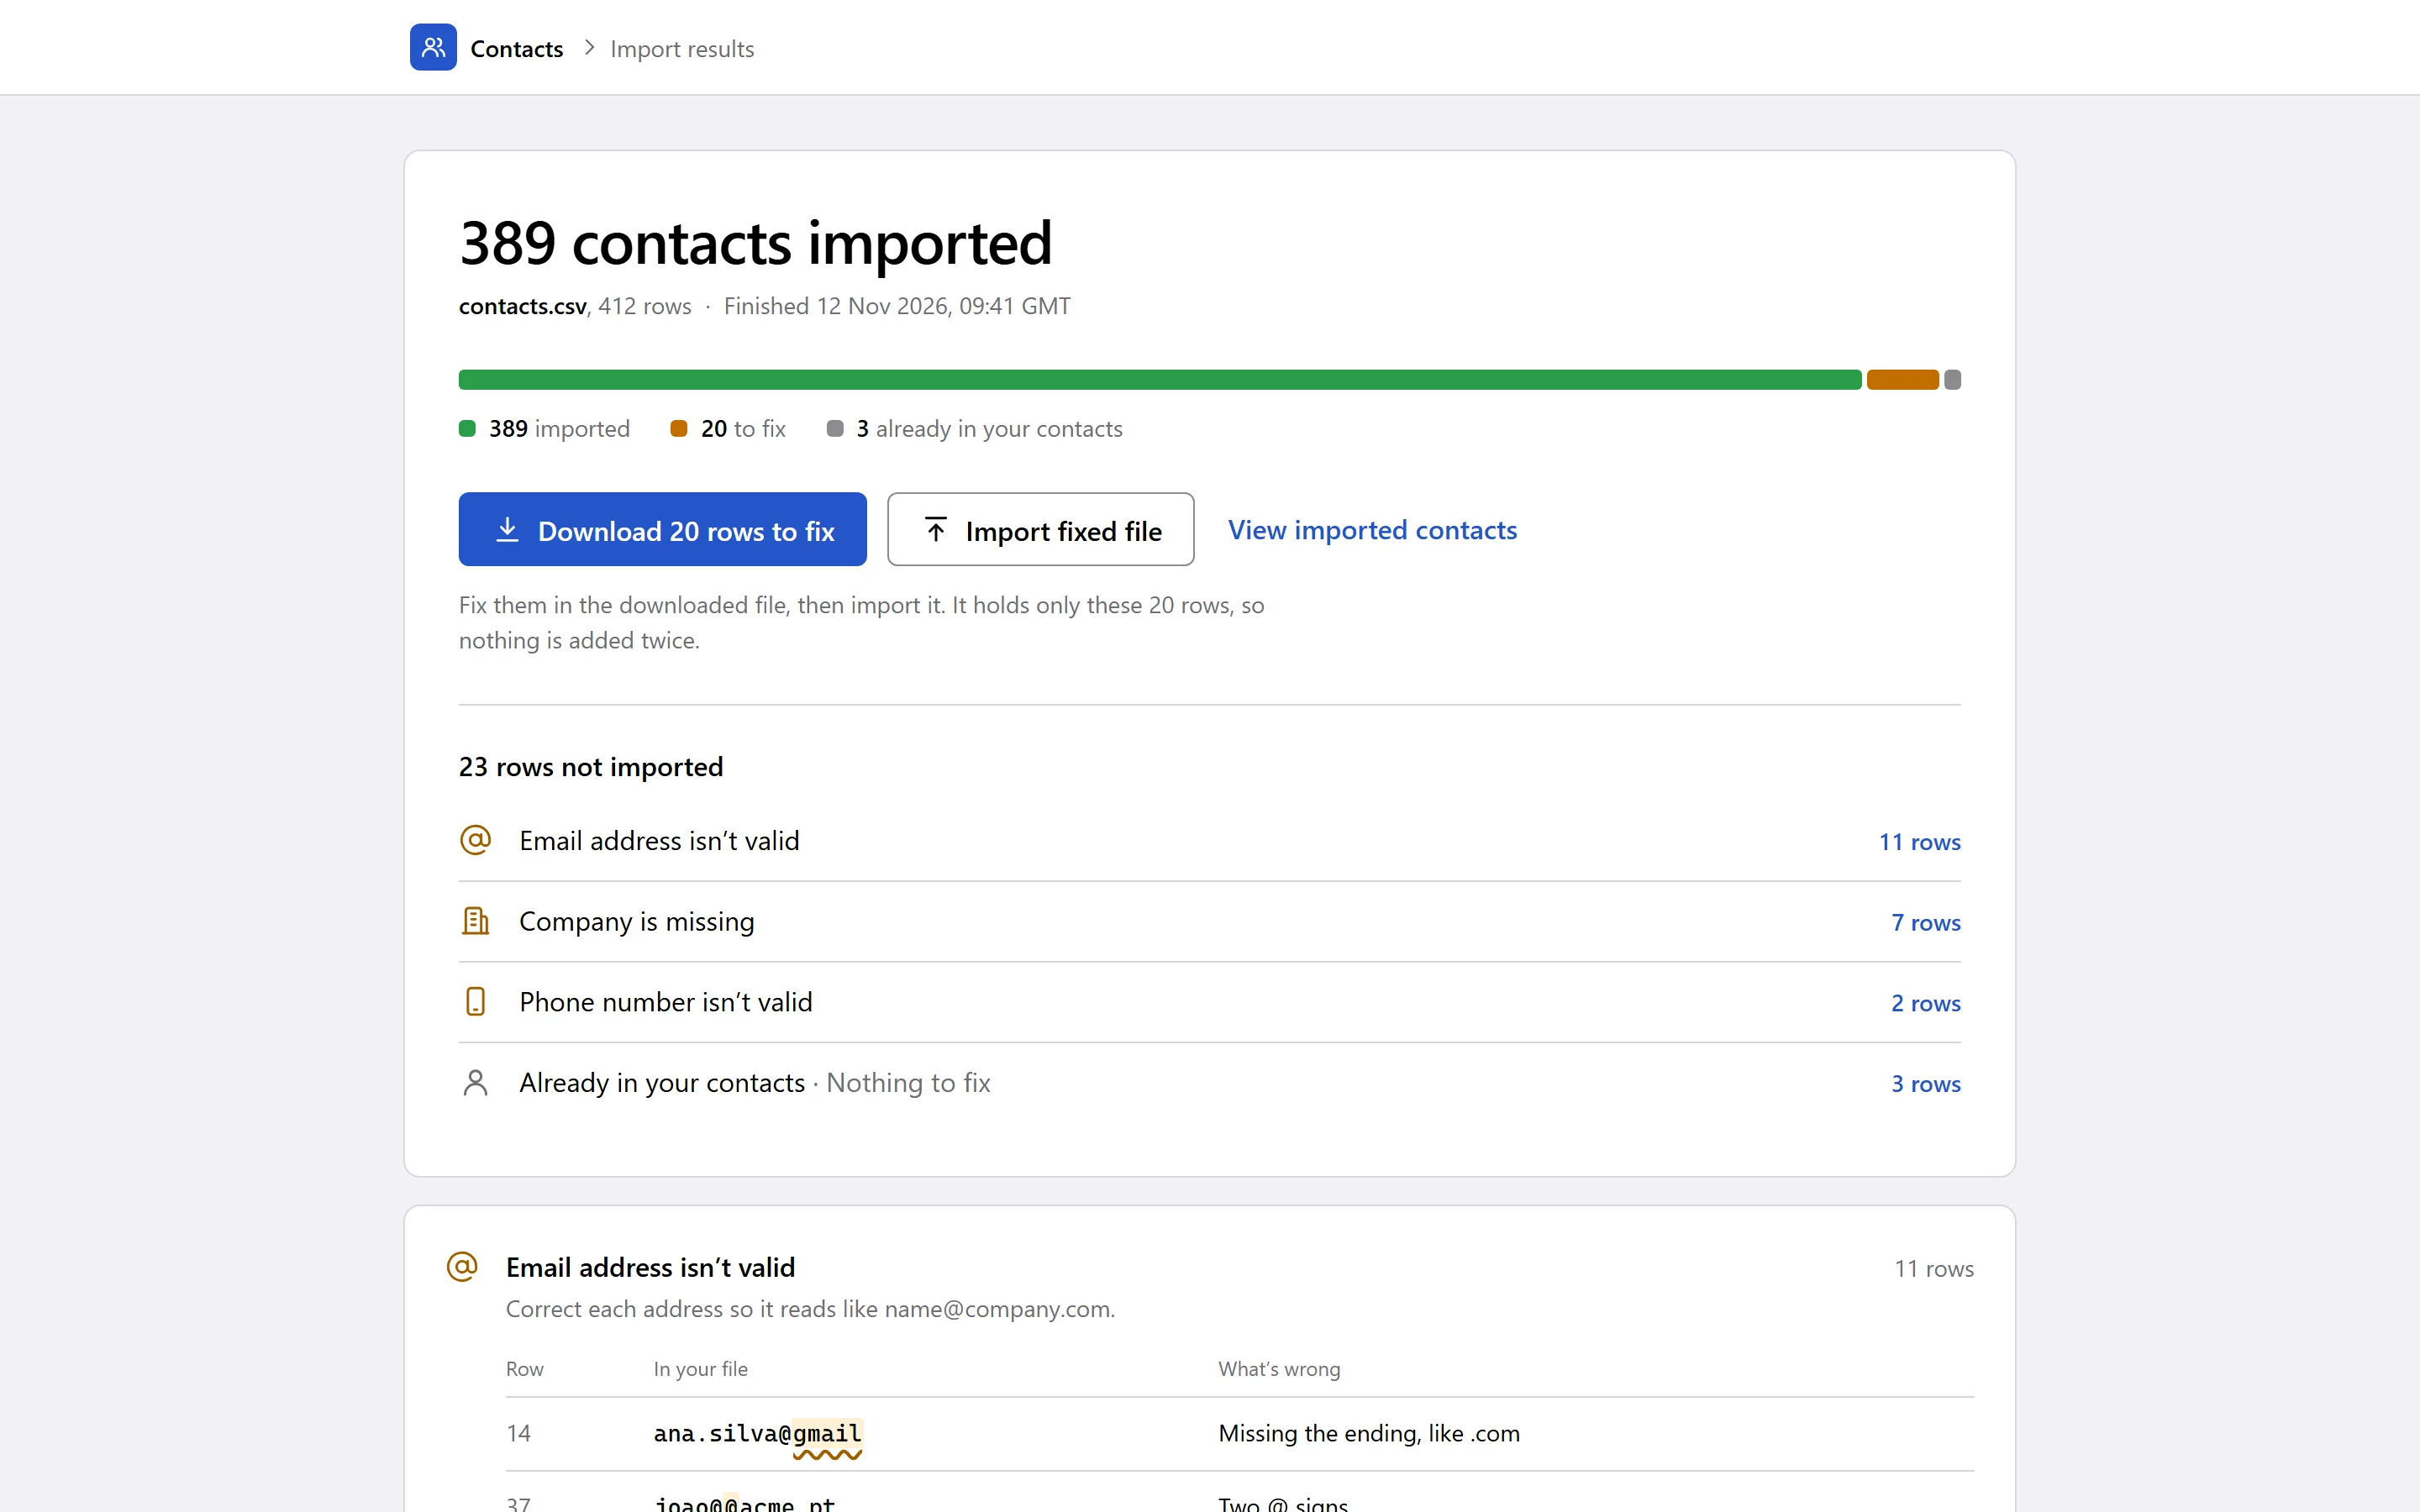 Contacts > Import results
389 contacts imported
contacts.csv, 412 rows · Finished 12 Nov 2026, 09:41 GMT
389 imported 20 to fix 3 already in your contacts
Download 20 rows to fix Import fixed file View imported contacts
Fix them in the downloaded file, then import it. It holds only these 20 rows, so
nothing is added twice.
23 rows not imported
Email address isn’t valid 11 rows
Company is missing 7 rows
Phone number isn’t valid 2 rows
Already in your contacts · Nothing to fix 3 rows
Email address isn’t valid 11 rows
Correct each address so it reads like name@company.com.
Row In your file What’s wrong
14 ana.silva@gmail Missing the ending, like .com
37 joao@@acme.pt Two @ signs